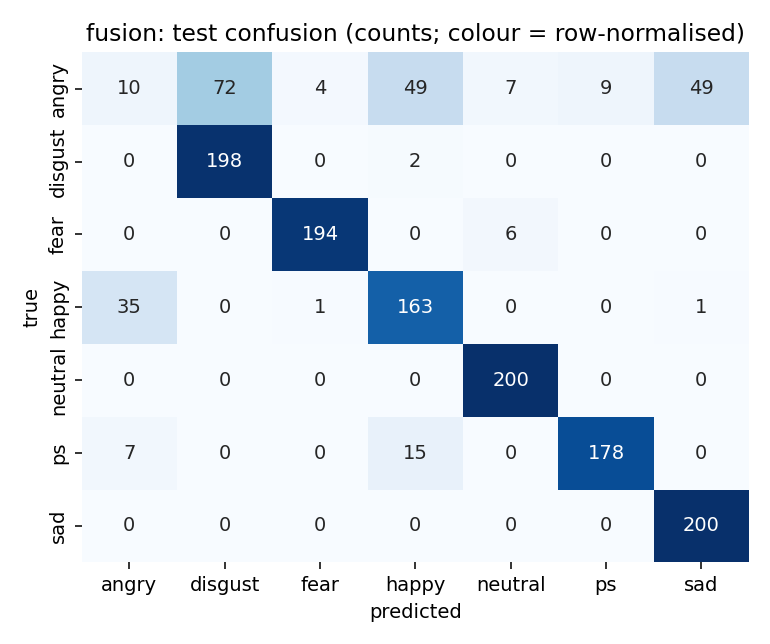 fusion: test confusion (counts; colour = row-normalised)
true
angry 10 72 4 49 7 9 49
disgust 0 198 0 2 0 0 0
fear 0 0 194 0 6 0 0
happy 35 0 1 163 0 0 1
neutral 0 0 0 0 200 0 0
ps 7 0 0 15 0 178 0
sad 0 0 0 0 0 0 200
angry disgust fear happy neutral ps sad
predicted